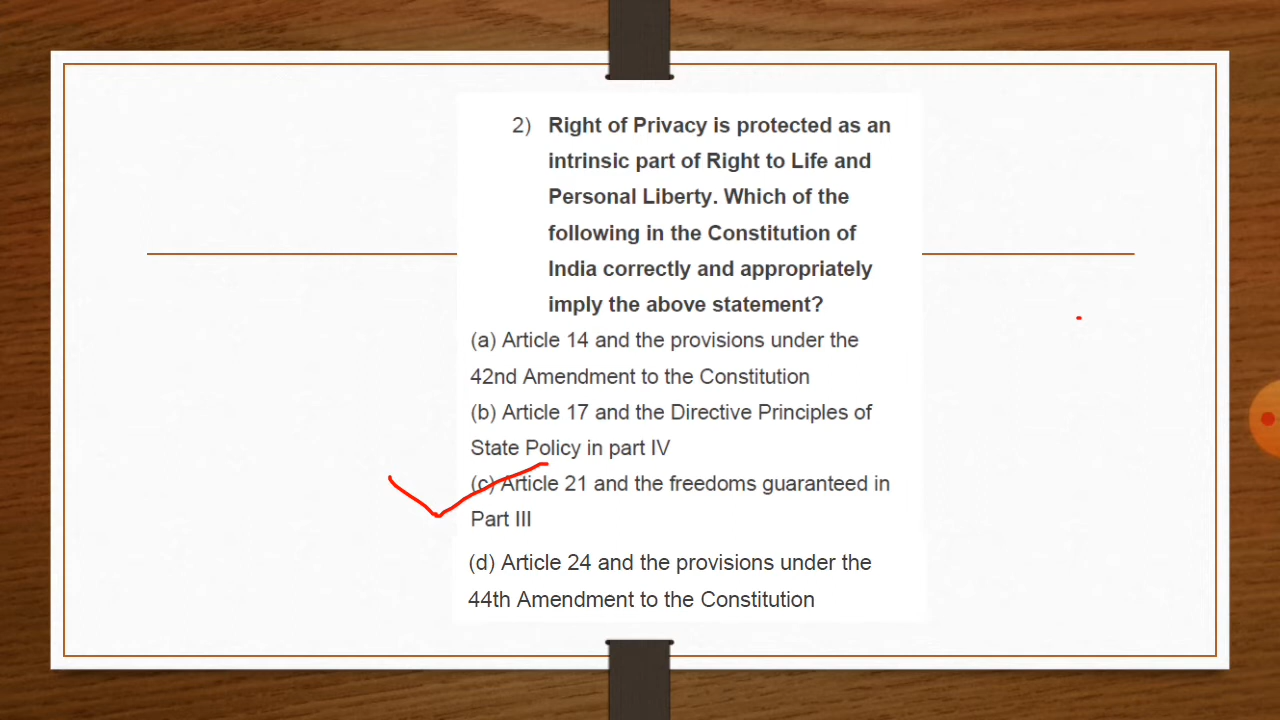 2) Right of Privacy is protected as an
intrinsic part of Right to Life and
Personal Liberty. Which of the
following in the Constitution of
India correctly and appropriately
imply the above statement?
(a) Article 14 and the provisions under the
42nd Amendment to the Constitution
(b) Article 17 and the Directive Principles of
State Policy in part IV
(c) Article 21 and the freedoms guaranteed in
Part III
(d) Article 24 and the provisions under the
44th Amendment to the Constitution